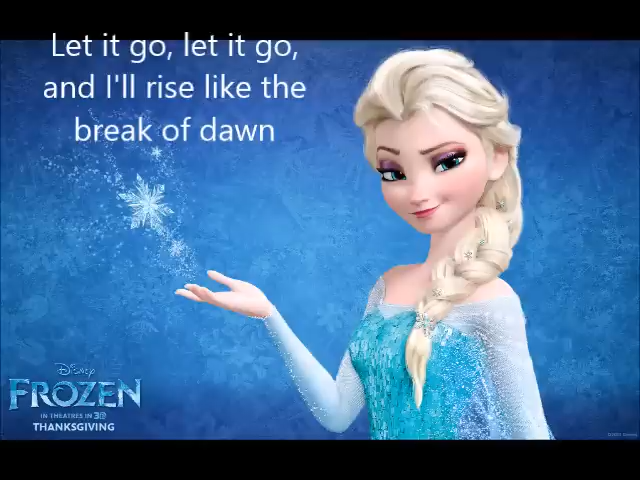 Let it go, let it go,
and I'll rise like the
break of dawn
Disney
FROZEN
IN THEATRES IN 3D
THANKSGIVING